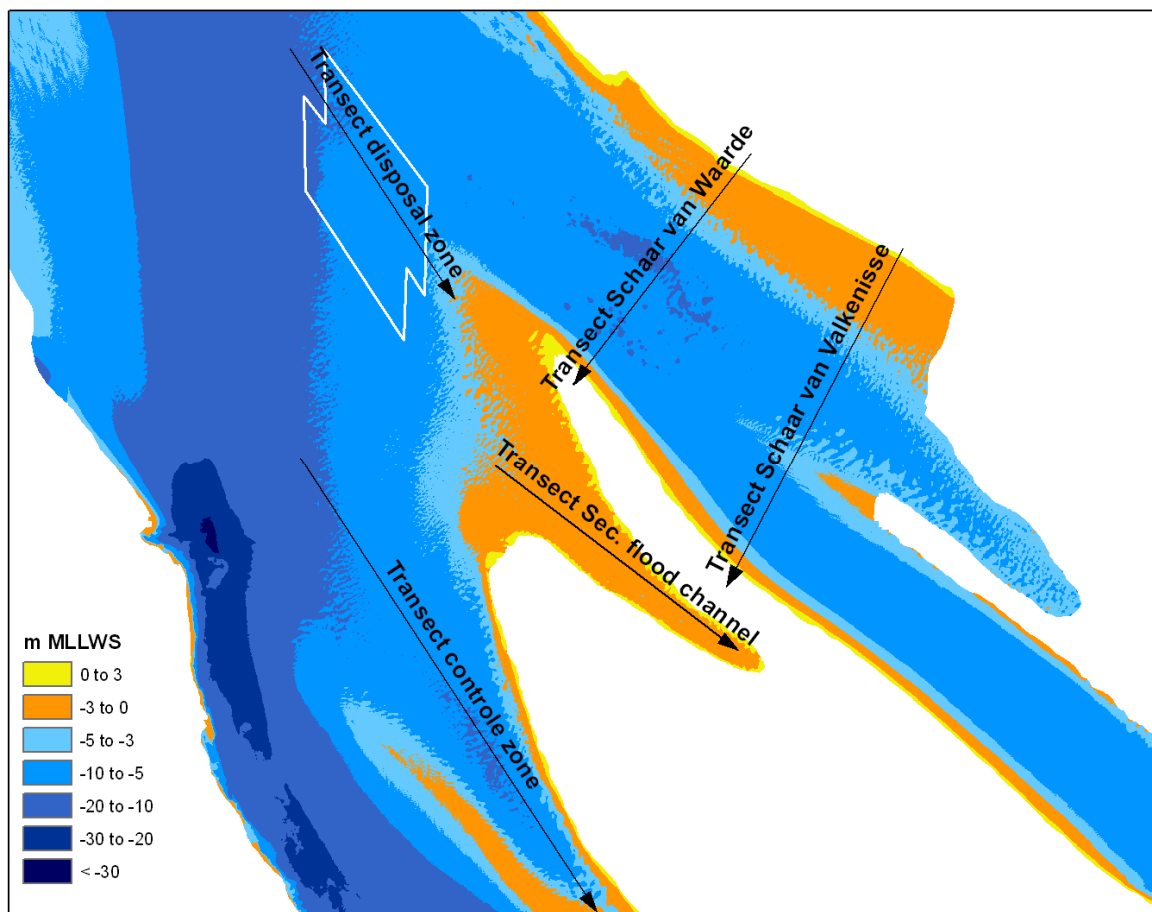 Transect disposal zone
Transect Schaar van Waarde
Transect Schaar van Valkenisse
Transect Sec. flood channel
Transect controle zone
m MLLWS
0 to 3
-3 to 0
-5 to -3
-10 to -5
-20 to -10
-30 to -20
< -30